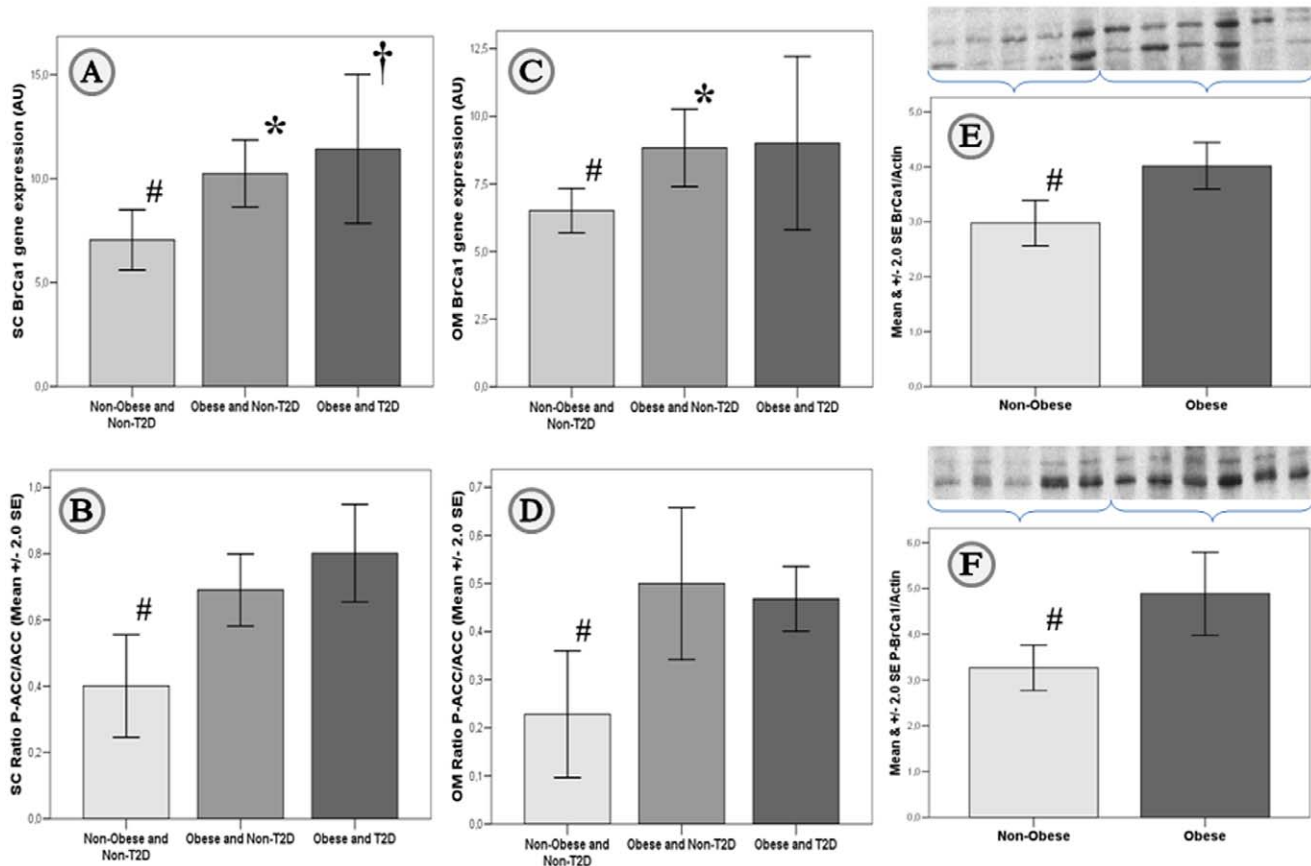 A
SC BrCa1 gene expression (AU)
15,0
10,0
5,0
0,0
#
*
†
Non-Obese and
Non-T2D
Obese and Non-T2D
Obese and T2D
C
OM BrCa1 gene expression (AU)
12,5
10,0
7,5
5,0
2,5
0,0
#
*
Non-Obese and
Non-T2D
Obese and Non-T2D
Obese and T2D
E
Mean & +/- 2.0 SE BrCa1/Actin
5,0
4,0
3,0
2,0
1,0
0,0
#
Non-Obese
Obese
B
SC Ratio P-ACC/ACC (Mean +/- 2.0 SE)
1,0
0,8
0,6
0,4
0,2
0,0
#
Non-Obese and
Non-T2D
Obese and Non-T2D
Obese and T2D
D
OM Ratio P-ACC/ACC (Mean +/- 2.0 SE)
0,7
0,6
0,5
0,4
0,3
0,2
0,1
0,0
#
Non-Obese and
Non-T2D
Obese and Non-T2D
Obese and T2D
F
Mean & +/- 2.0 SE P-BrCa1/Actin
6,0
5,0
4,0
3,0
2,0
1,0
0,0
#
Non-Obese
Obese